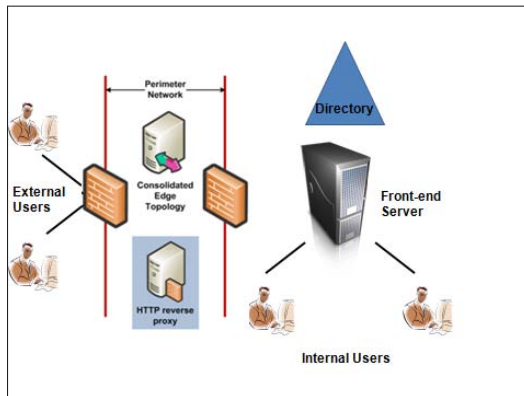 Perimeter
Network
Directory
Consolidated
Edge
Topology
External
Users
Front-end
Server
HTTP reverse
proxy
Internal Users